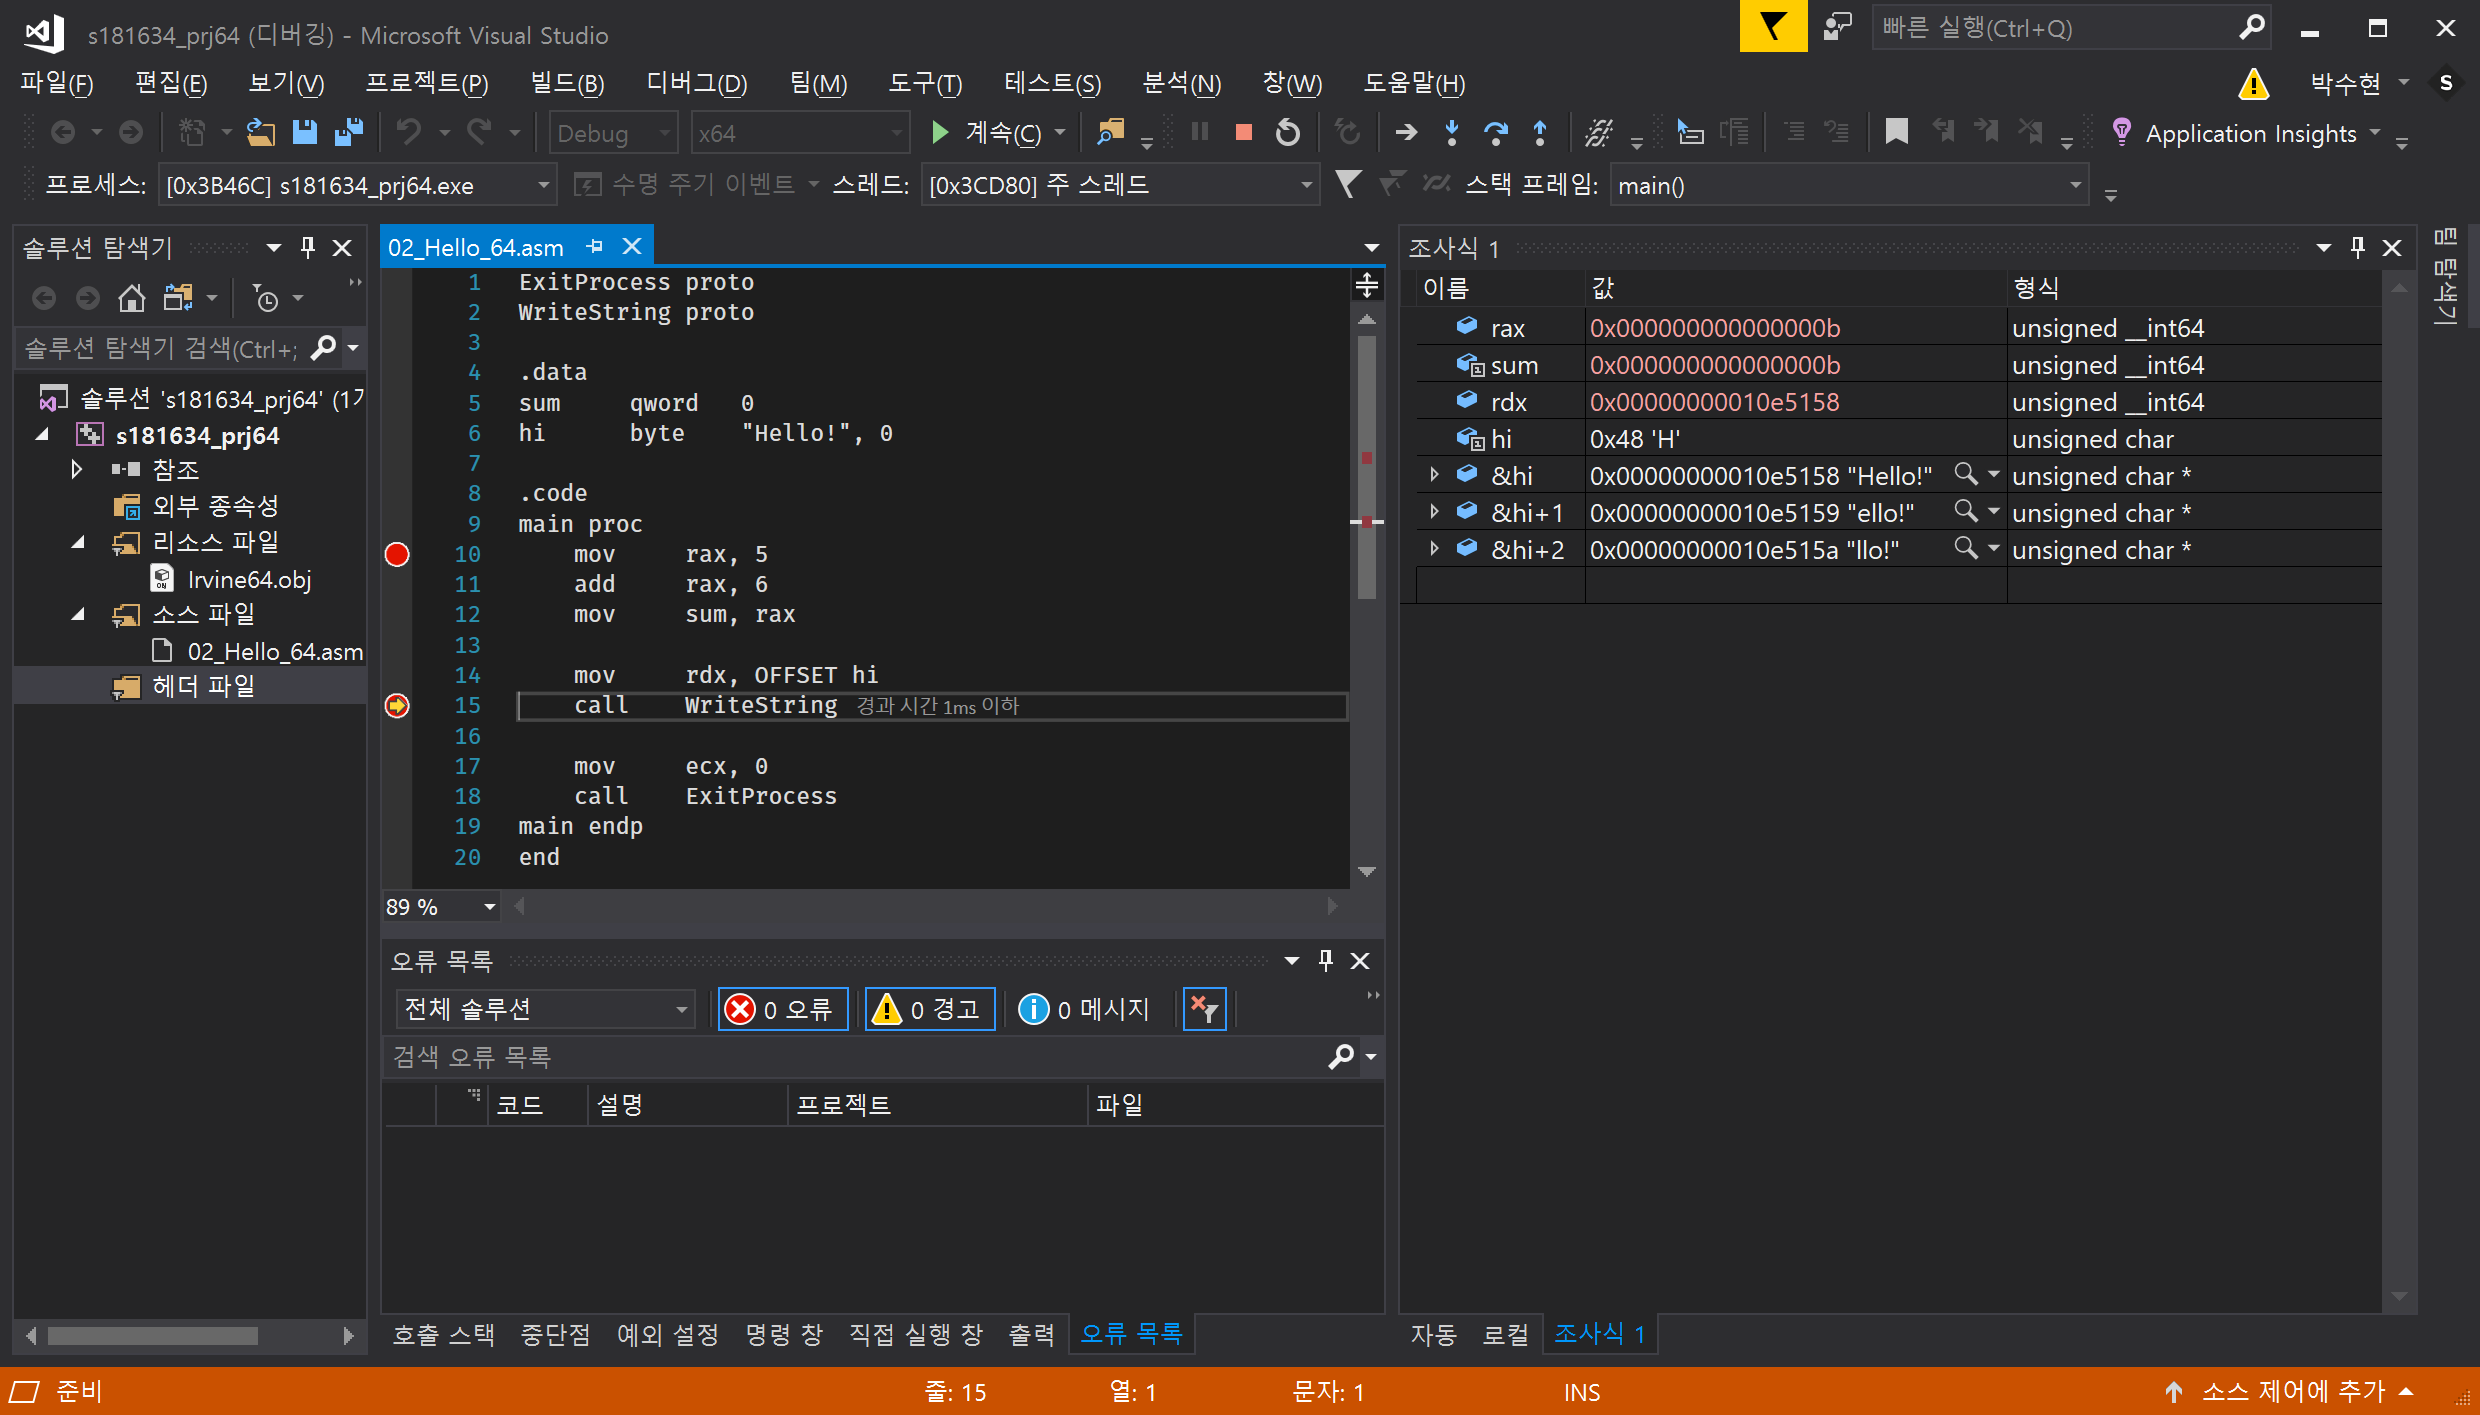 s181634_prj64 (디버깅) - Microsoft Visual Studio
빠른 실행(Ctrl+Q)
파일(F) 편집(E) 보기(V) 프로젝트(P) 빌드(B) 디버그(D) 팀(M) 도구(T) 테스트(S) 분석(N) 창(W) 도움말(H) 박수현 S
Debug x64 계속(C) Application Insights
프로세스: [0x3B46C] s181634_prj64.exe 수명 주기 이벤트 스레드: [0x3CD80] 주 스레드 스택 프레임: main()
솔루션 탐색기
솔루션 탐색기 검색(Ctrl+;
솔루션 's181634_prj64' (1
s181634_prj64
참조
외부 종속성
리소스 파일
Irvine64.obj
소스 파일
02_Hello_64.asm
헤더 파일
02_Hello_64.asm
1 ExitProcess proto
2 WriteString proto
3
4 .data
5 sum qword 0
6 hi byte "Hello!", 0
7
8 .code
9 main proc
10 mov rax, 5
11 add rax, 6
12 mov sum, rax
13
14 mov rdx, OFFSET hi
15 call WriteString 경과 시간 1ms 이하
16
17 mov ecx, 0
18 call ExitProcess
19 main endp
20 end
89 %
오류 목록
전체 솔루션 0 오류 0 경고 0 메시지
검색 오류 목록
코드 설명 프로젝트 파일
호출 스택 중단점 예외 설정 명령 창 직접 실행 창 출력 오류 목록
조사식 1
이름 값 형식
rax 0x000000000000000b unsigned __int64
sum 0x000000000000000b unsigned __int64
rdx 0x00000000010e5158 unsigned __int64
hi 0x48 'H' unsigned char
&hi 0x00000000010e5158 "Hello!" unsigned char *
&hi+1 0x00000000010e5159 "ello!" unsigned char *
&hi+2 0x00000000010e515a "llo!" unsigned char *
자동 로컬 조사식 1
팀 탐색기
준비 줄: 15 열: 1 문자: 1 INS 소스 제어에 추가